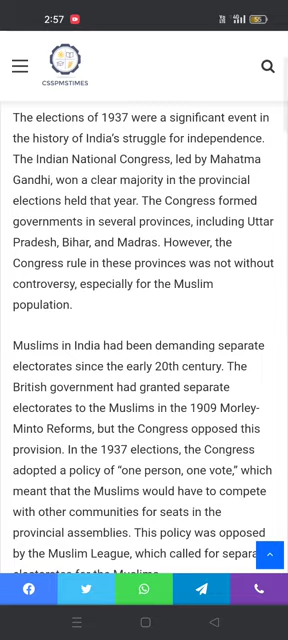 2:57
4G
55
CSSPMSTIMES
The elections of 1937 were a significant event in
the history of India's struggle for independence.
The Indian National Congress, led by Mahatma
Gandhi, won a clear majority in the provincial
elections held that year. The Congress formed
governments in several provinces, including Uttar
Pradesh, Bihar, and Madras. However, the
Congress rule in these provinces was not without
controversy, especially for the Muslim
population.
Muslims in India had been demanding separate
electorates since the early 20th century. The
British government had granted separate
electorates to the Muslims in the 1909 Morley-
Minto Reforms, but the Congress opposed this
provision. In the 1937 elections, the Congress
adopted a policy of “one person, one vote,” which
meant that the Muslims would have to compete
with other communities for seats in the
provincial assemblies. This policy was opposed
by the Muslim League, which called for separa
electorates for the Muslims.